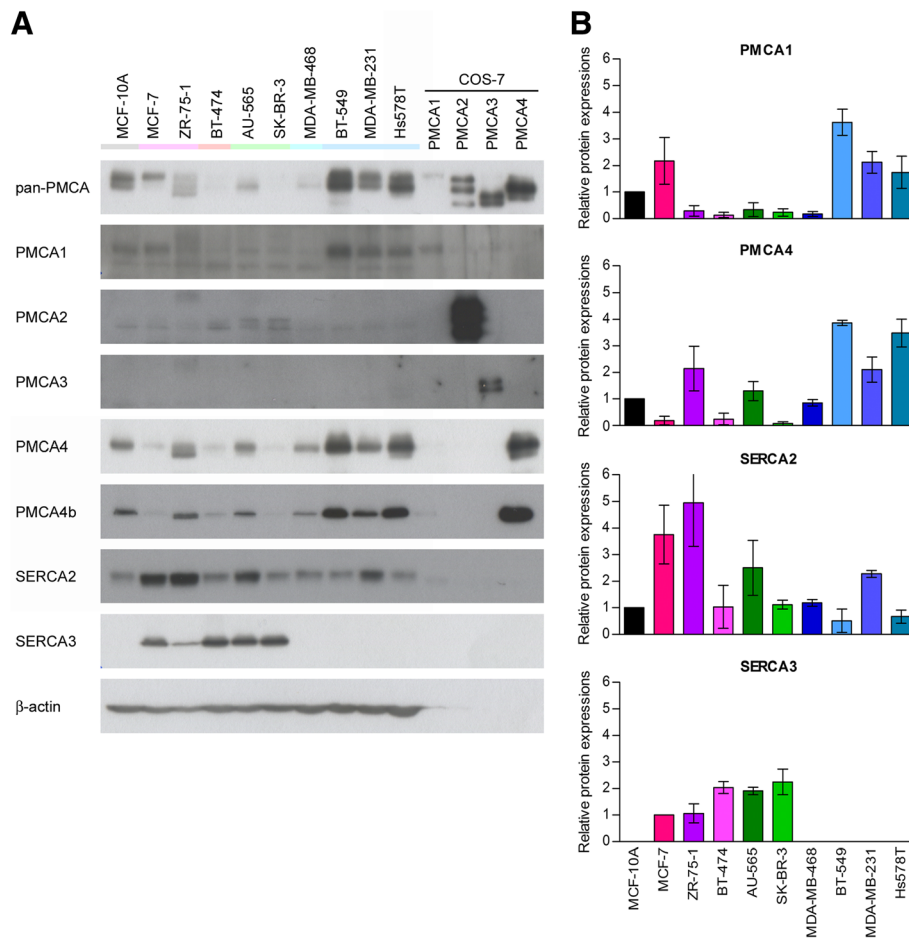 A
MCF-10A
MCF-7
ZR-75-1
BT-474
AU-565
SK-BR-3
MDA-MB-468
BT-549
MDA-MB-231
Hs578T
COS-7
PMCA1
PMCA2
PMCA3
PMCA4
pan-PMCA
PMCA1
PMCA2
PMCA3
PMCA4
PMCA4b
SERCA2
SERCA3
β-actin
B
PMCA1
Relative protein expressions
6
5
4
3
2
1
0
PMCA4
Relative protein expressions
6
5
4
3
2
1
0
SERCA2
Relative protein expressions
6
5
4
3
2
1
0
SERCA3
Relative protein expressions
6
5
4
3
2
1
0
MCF-10A
MCF-7
ZR-75-1
BT-474
AU-565
SK-BR-3
MDA-MB-468
BT-549
MDA-MB-231
Hs578T